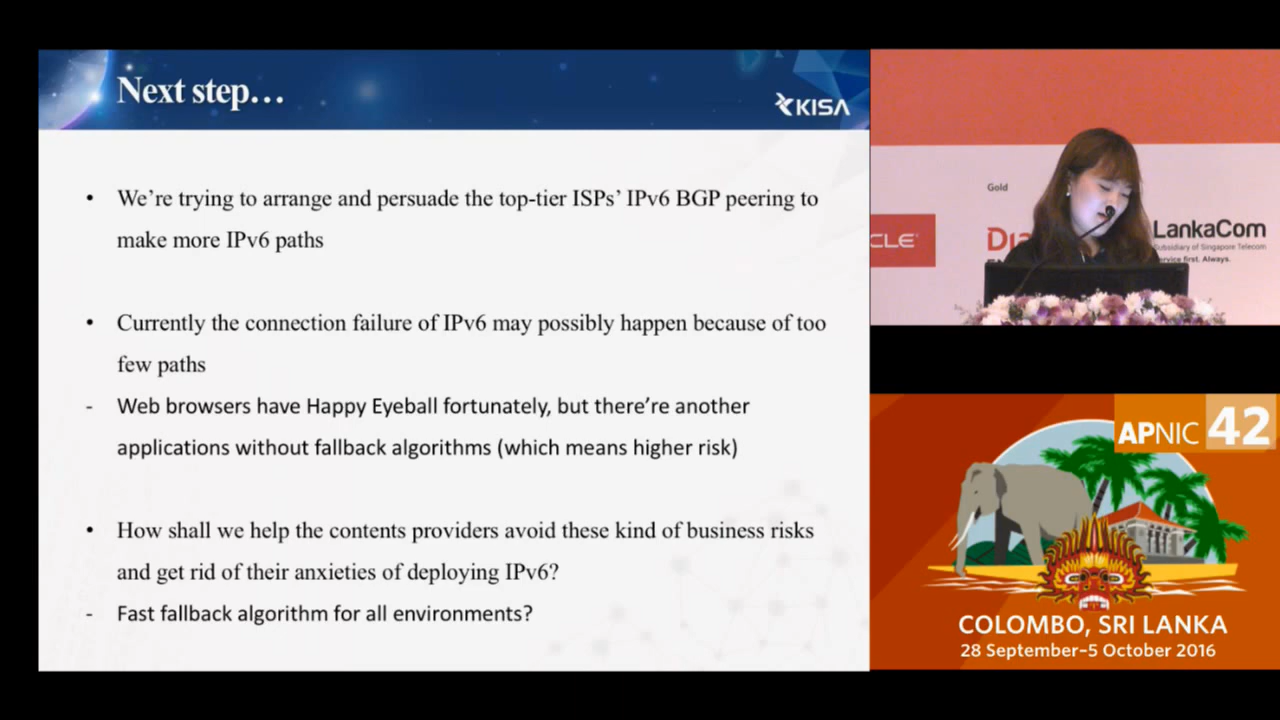 Next step…
KISA
• We’re trying to arrange and persuade the top-tier ISPs’ IPv6 BGP peering to
make more IPv6 paths
• Currently the connection failure of IPv6 may possibly happen because of too
few paths
- Web browsers have Happy Eyeball fortunately, but there’re another
applications without fallback algorithms (which means higher risk)
• How shall we help the contents providers avoid these kind of business risks
and get rid of their anxieties of deploying IPv6?
- Fast fallback algorithm for all environments?
Gold
CLE
Dia
LankaCom
Subsidiary of Singapore Telecom
ervice first. Always.
APNIC 42
COLOMBO, SRI LANKA
28 September–5 October 2016